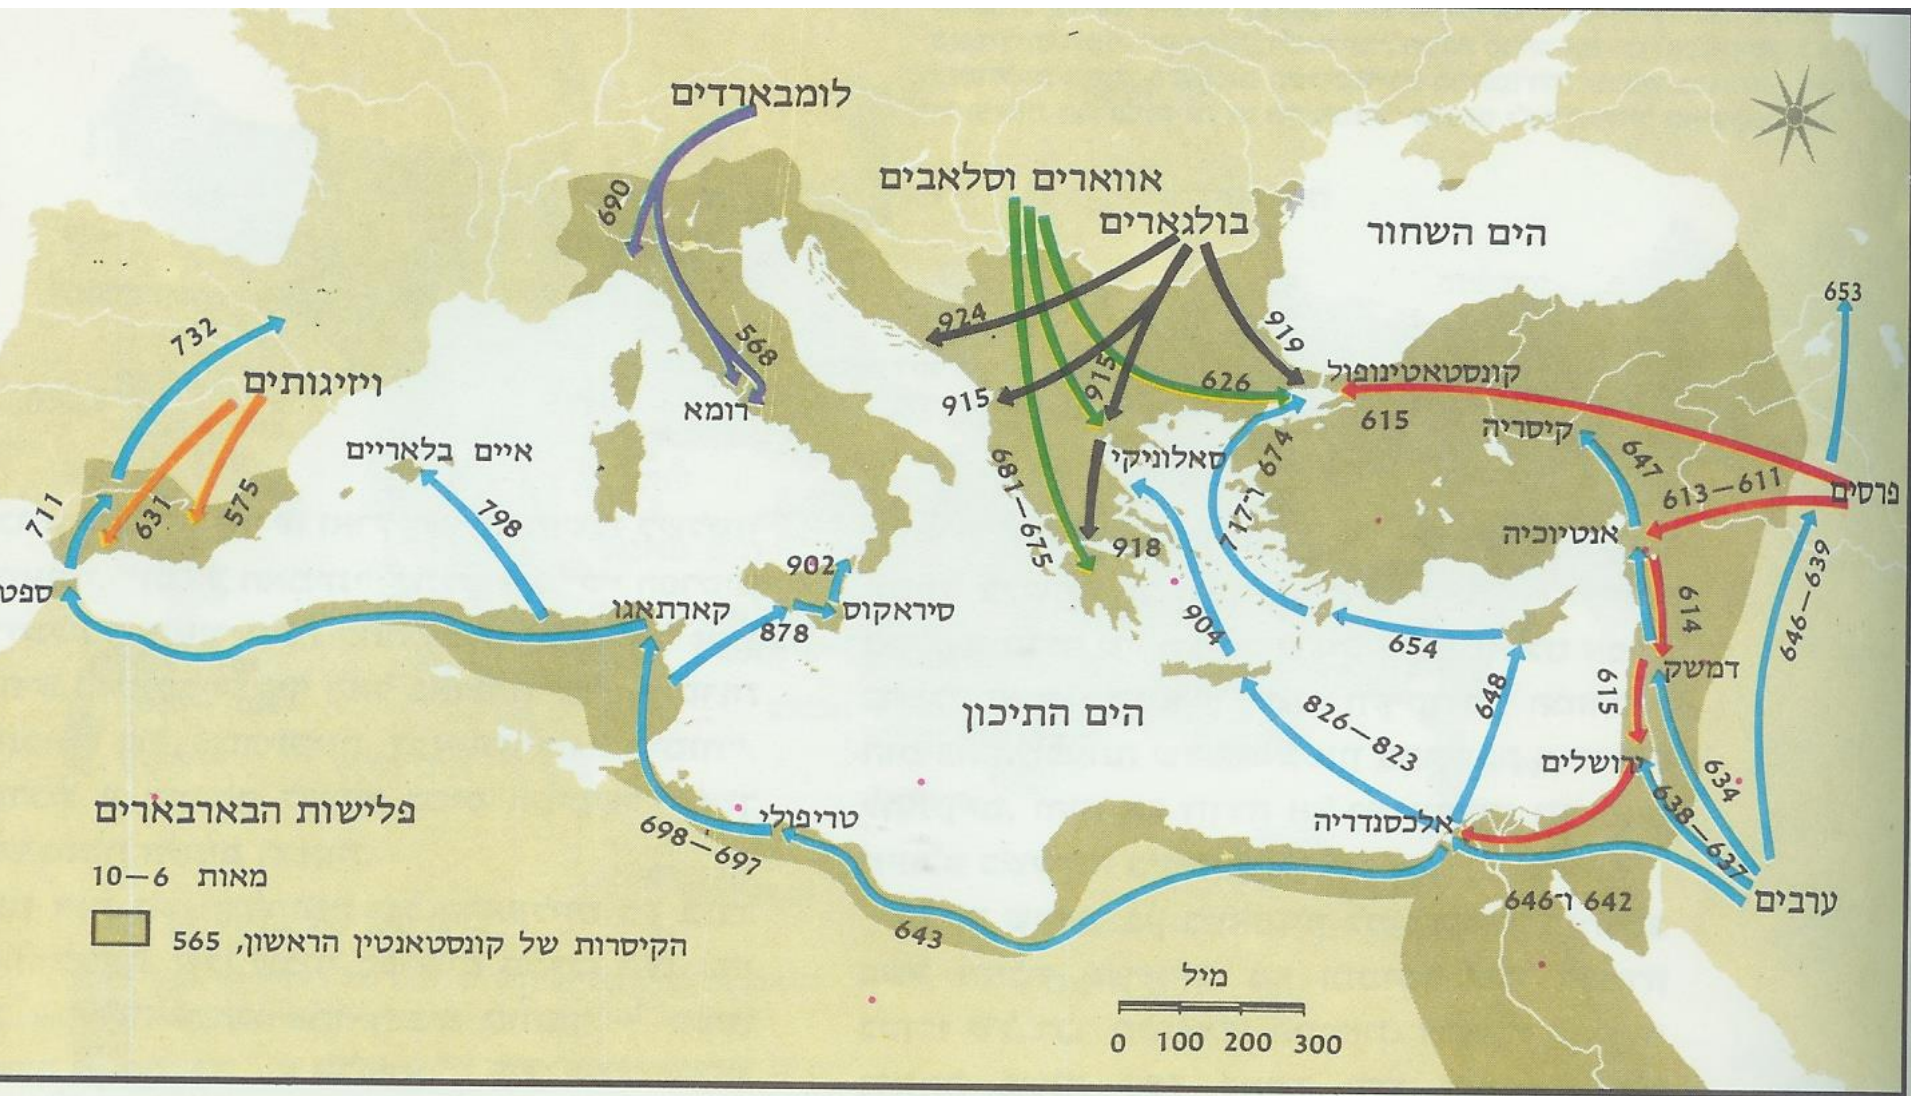 לומבארדים
690
568
אווארים וסלאבים
בולגארים
הים השחור
653
924
919
915
915
626
קונסטאטינופול
615
קיסריה
647
613—611
פרסים
732
ויזיגותים
711
631
575
איים בלאריים
798
רומא
סאלוניקי
674
ו־717
681—675
918
אנטיוכיה
614
646—639
902
ספט
קארתאגו
878
סיראקוס
904
654
דמשק
615
648
הים התיכון
826—823
ירושלים
634
638—637
אלכסנדריה
טריפולי
698—697
643
642 ו־646
ערבים
פלישות הבארבארים
מאות 6—10
הקיסרות של קונסטאנטין הראשון, 565
מיל
0 100 200 300